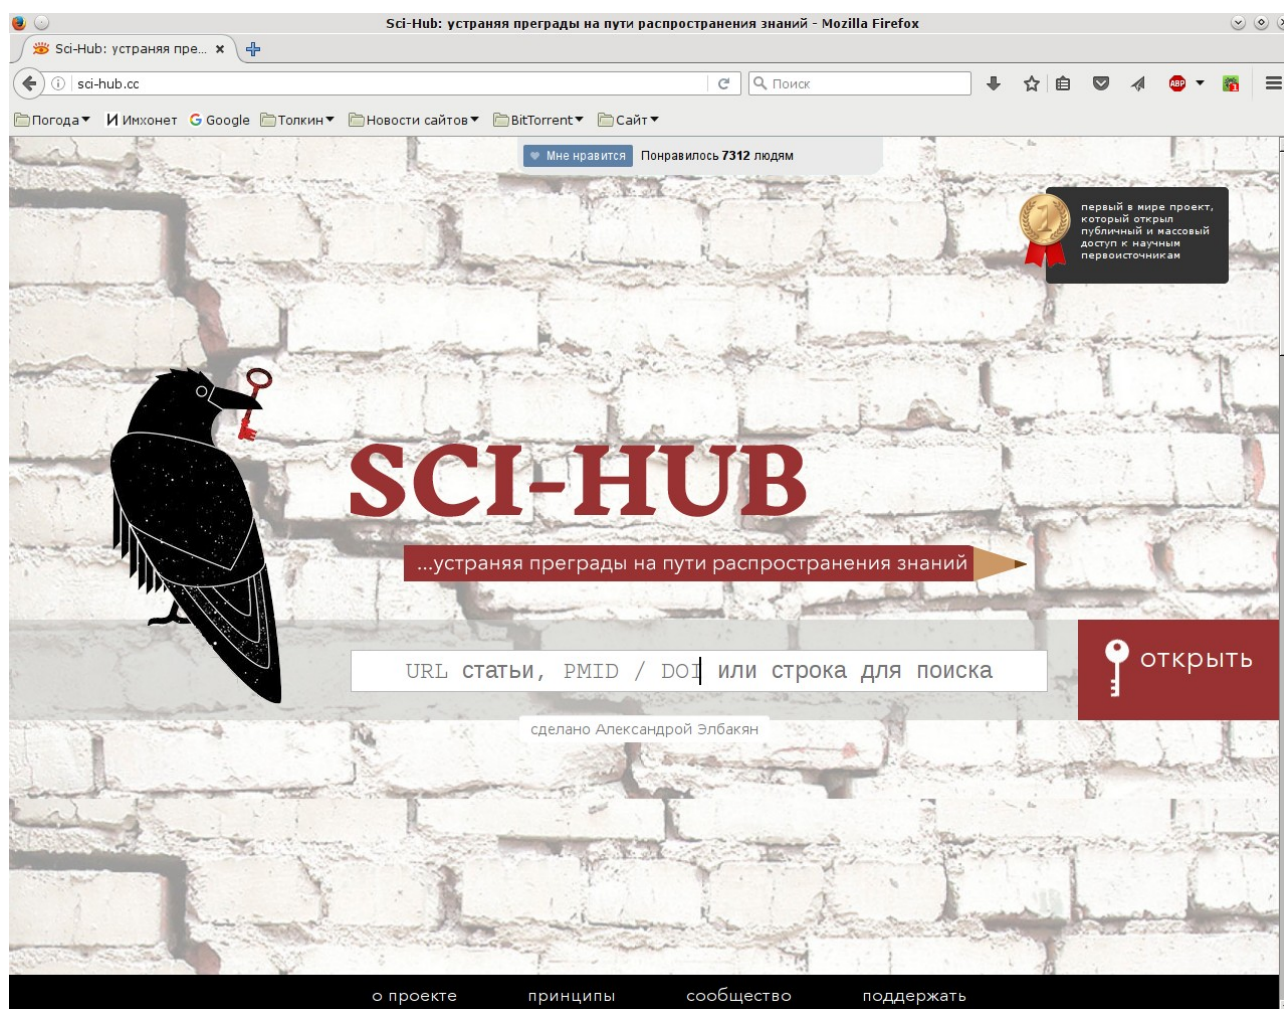 Sci-Hub: устраняя преграды на пути распространения знаний - Mozilla Firefox
Sci-Hub: устраняя пре...
sci-hub.cc
Поиск
ABP
1
Погода
И Имхонет
G Google
Толкин
Новости сайтов
BitTorrent
Сайт
Мне нравится
Понравилось 7312 людям
1
первый в мире проект,
который открыл
публичный и массовый
доступ к научным
первоисточникам
SCI-HUB
...устраняя преграды на пути распространения знаний
URL статьи, PMID / DOI или строка для поиска
открыть
сделано Александрой Элбакян
о проекте
принципы
сообщество
поддержать